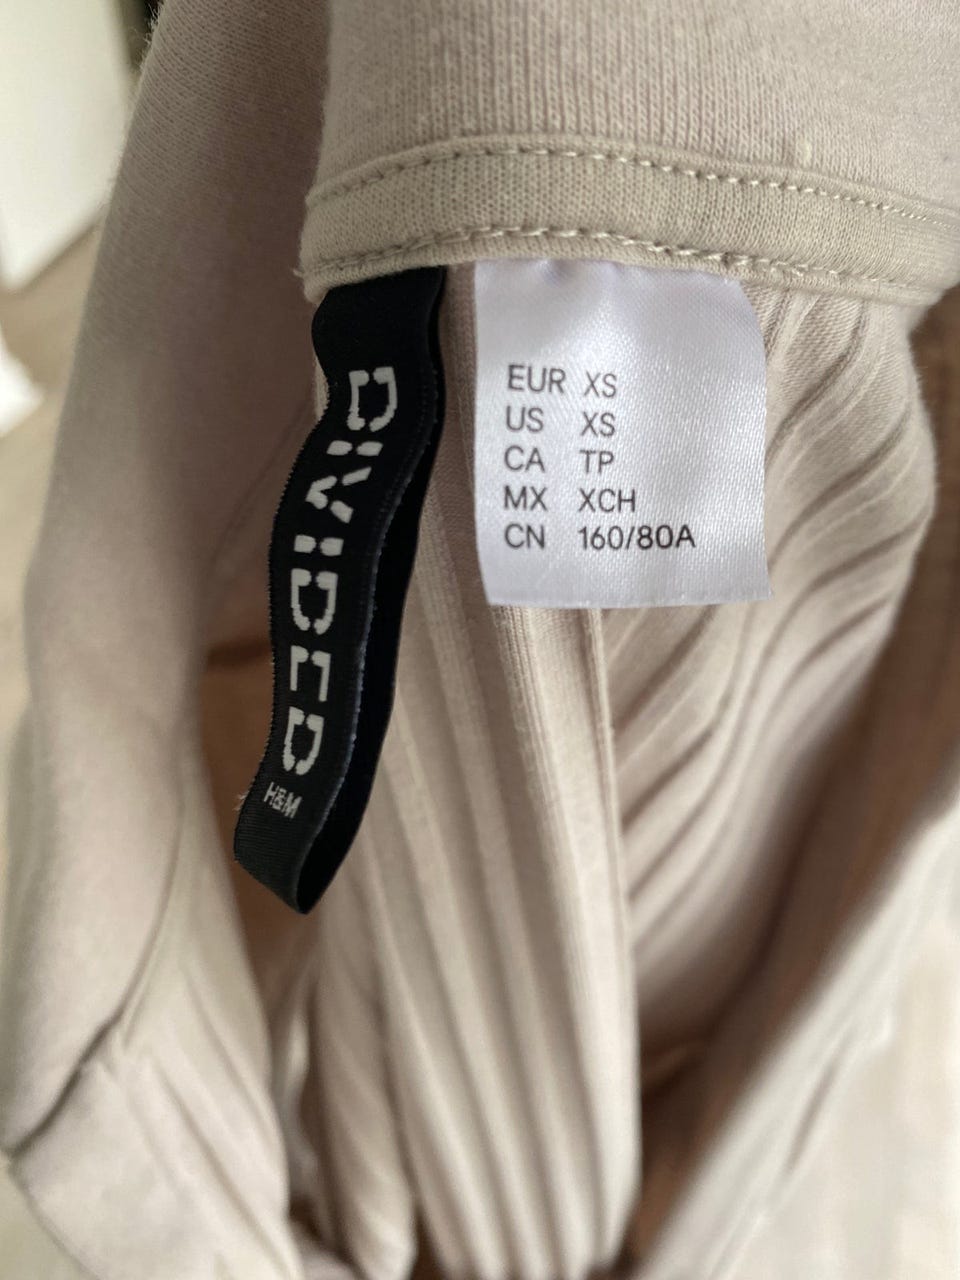 DIVIDED
H&M
EUR XS
US XS
CA TP
MX XCH
CN 160/80A